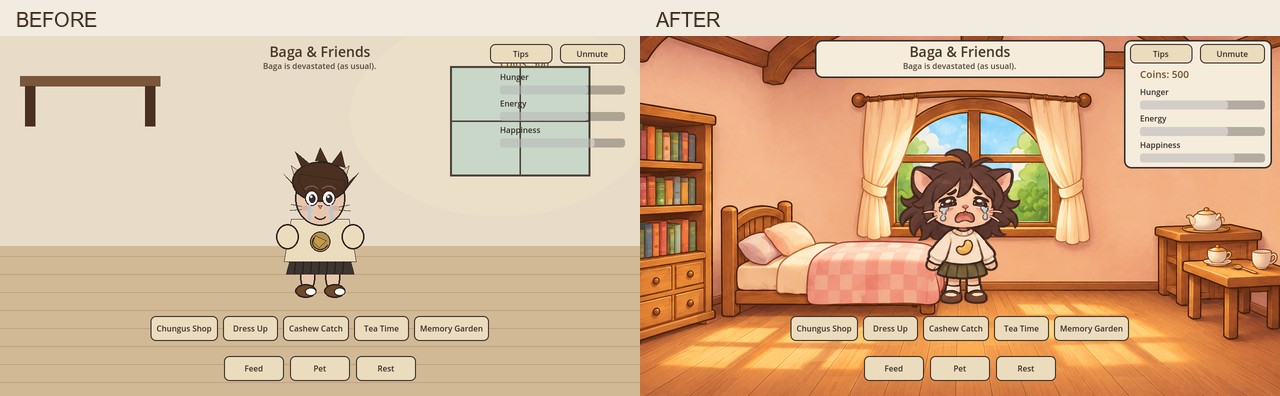 BEFORE
Baga & Friends
Baga is devastated (as usual).
Tips
Unmute
Coins: 500
Hunger
Energy
Happiness
Chungus Shop
Dress Up
Cashew Catch
Tea Time
Memory Garden
Feed
Pet
Rest
AFTER
Baga & Friends
Baga is devastated (as usual).
Tips
Unmute
Coins: 500
Hunger
Energy
Happiness
Chungus Shop
Dress Up
Cashew Catch
Tea Time
Memory Garden
Feed
Pet
Rest